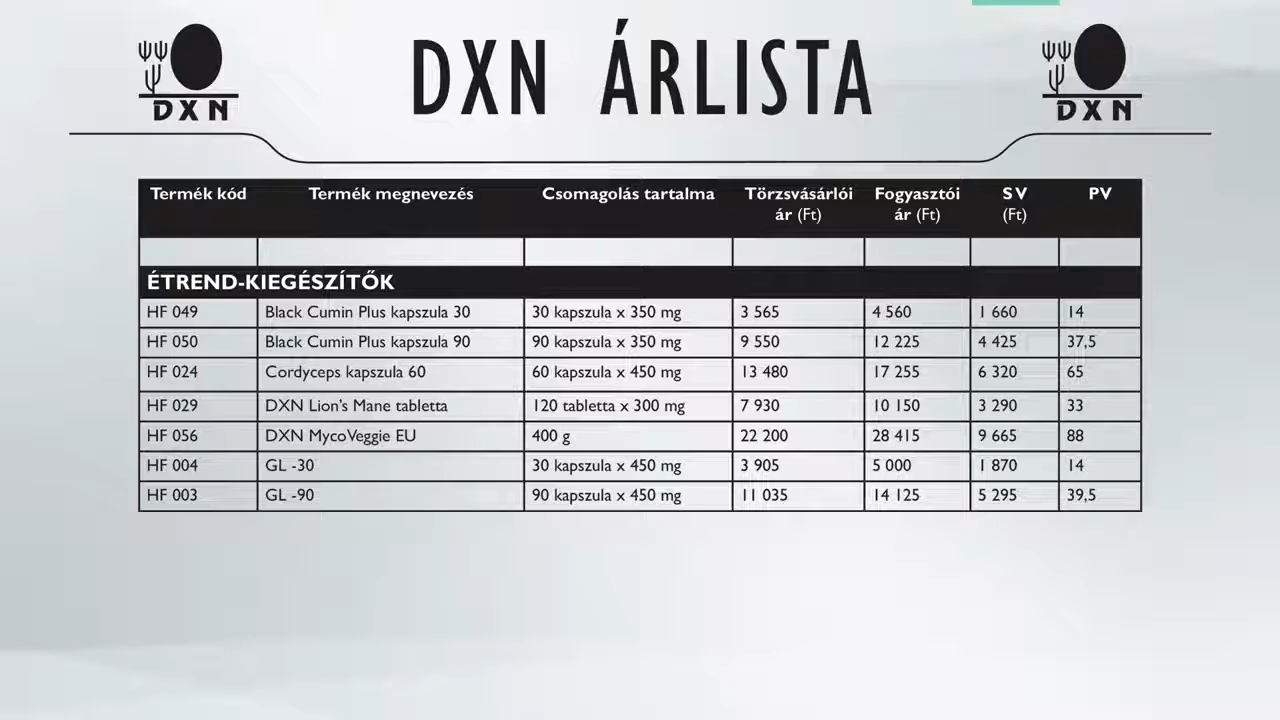 DXN
DXN ÁRLISTA
DXN
Termék kód Termék megnevezés Csomagolás tartalma Törzsvásárlói ár (Ft) Fogyasztói ár (Ft) SV (Ft) PV
ÉTREND-KIEGÉSZÍTŐK
HF 049 Black Cumin Plus kapszula 30 30 kapszula x 350 mg 3 565 4 560 1 660 14
HF 050 Black Cumin Plus kapszula 90 90 kapszula x 350 mg 9 550 12 225 4 425 37,5
HF 024 Cordyceps kapszula 60 60 kapszula x 450 mg 13 480 17 255 6 320 65
HF 029 DXN Lion's Mane tabletta 120 tabletta x 300 mg 7 930 10 150 3 290 33
HF 056 DXN MycoVeggie EU 400 g 22 200 28 415 9 665 88
HF 004 GL -30 30 kapszula x 450 mg 3 905 5 000 1 870 14
HF 003 GL -90 90 kapszula x 450 mg 11 035 14 125 5 295 39,5